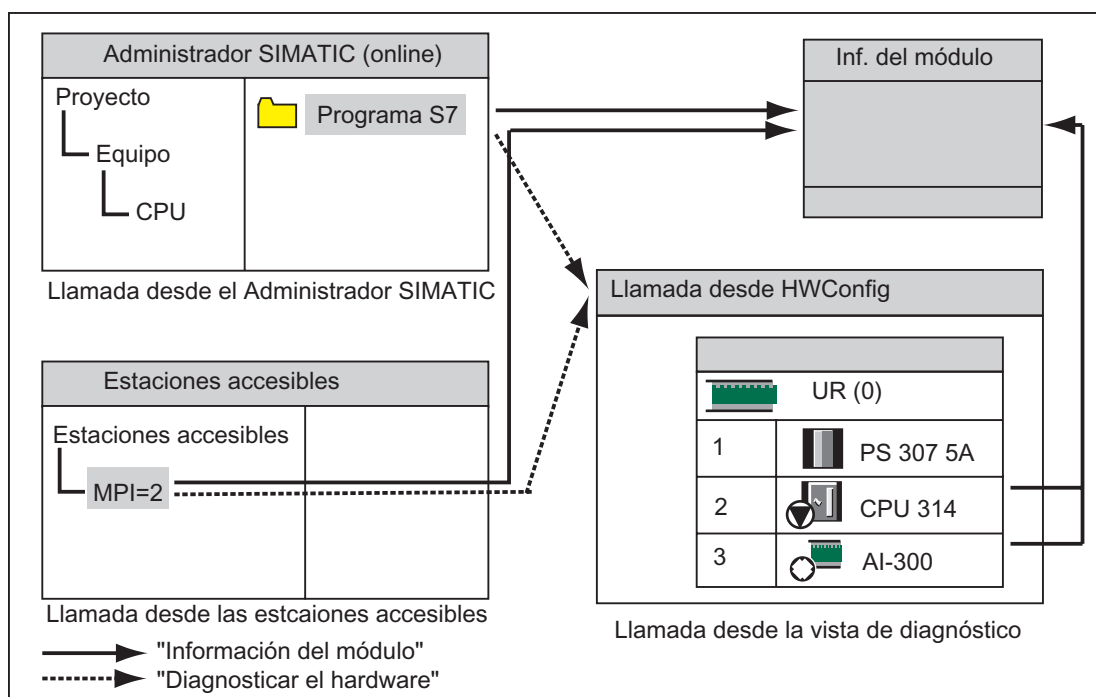 Administrador SIMATIC (online)
Proyecto
Equipo
CPU
Programa S7
Llamada desde el Administrador SIMATIC
Inf. del módulo
Estaciones accesibles
Estaciones accesibles
MPI=2
Llamada desde las estcaiones accesibles
Llamada desde HWConfig
UR (0)
1 PS 307 5A
2 CPU 314
3 AI-300
Llamada desde la vista de diagnóstico
"Información del módulo"
"Diagnosticar el hardware"